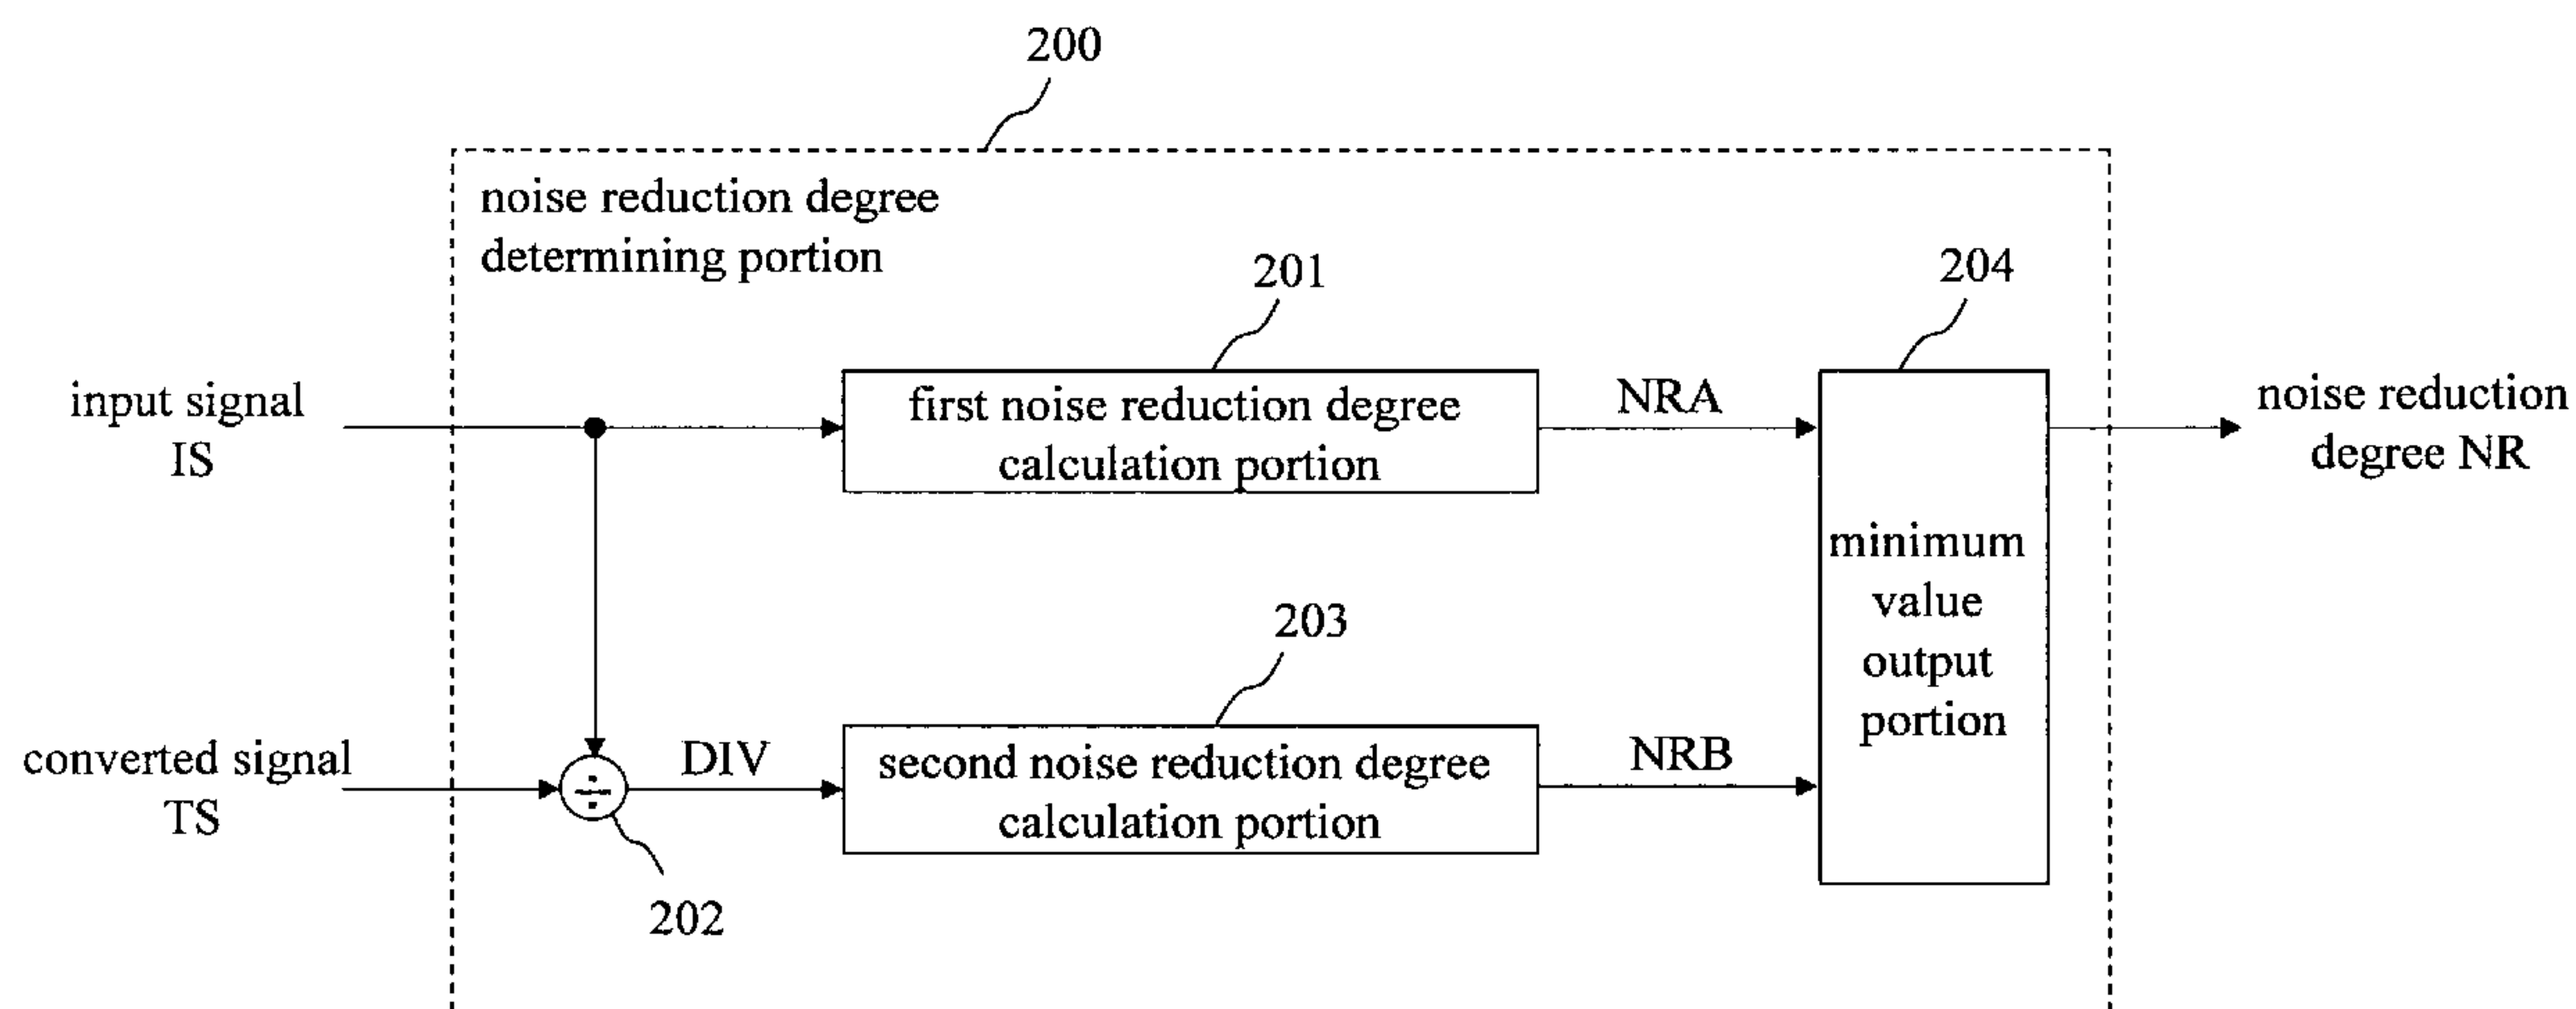 200
noise reduction degree
determining portion
201
204
input signal
IS
first noise reduction degree
calculation portion
NRA
noise reduction
degree NR
minimum
value
output
portion
203
converted signal
TS
÷
DIV
second noise reduction degree
calculation portion
NRB
202